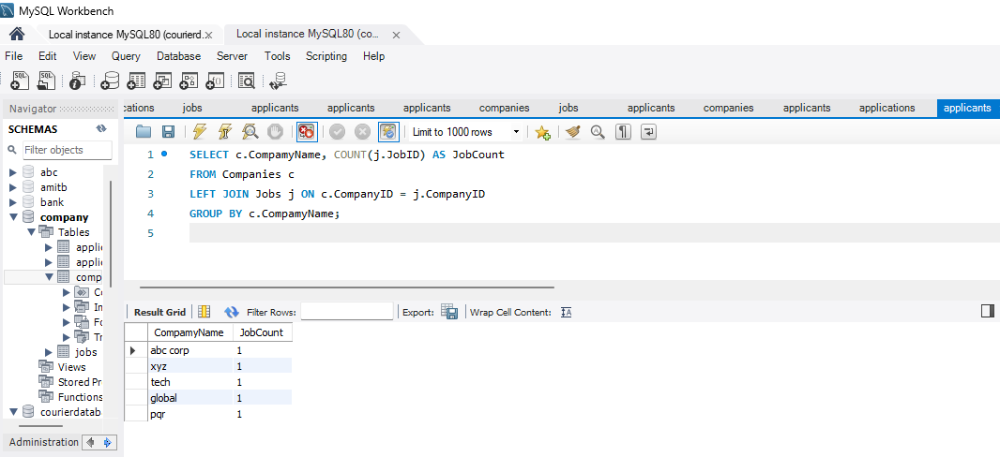 MySQL Workbench
Local instance MySQL80 (courierd... × Local instance MySQL80 (co... ×
File Edit View Query Database Server Tools Scripting Help
Navigator
SCHEMAS
Filter objects
abc
amitb
bank
company
Tables
applic
applic
comp
Co
In
Fo
Tr
jobs
Views
Stored Pr
Functions
courierdatab
Administration
cations jobs applicants applicants applicants companies jobs applicants applications companies applicants applications applicants
Limit to 1000 rows
1 SELECT c.CompamyName, COUNT(j.JobID) AS JobCount
2 FROM Companies c
3 LEFT JOIN Jobs j ON c.CompanyID = j.CompanyID
4 GROUP BY c.CompamyName;
5
Result Grid Filter Rows: Export: Wrap Cell Content:
CompamyName JobCount
abc corp 1
xyz 1
tech 1
global 1
pqr 1